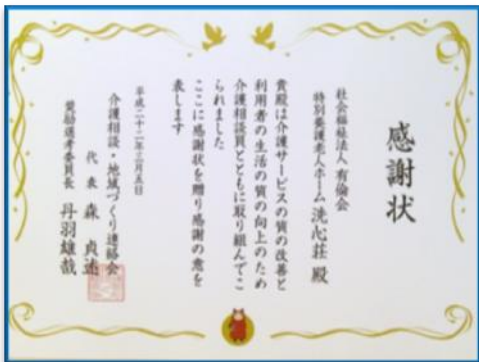 感謝状
社会福祉法人 有倫会
特別養護老人ホーム 洗心荘 殿
貴殿は介護サービスの質の改善と
利用者の生活の質の向上のため
介護相談員とともに取り組んでこ
られました
ここに感謝状を贈り感謝の意を
表します
平成二十二年三月五日
介護相談・地域づくり連絡会
代表 森 貞述
奨励選考委員長 丹羽雄哉